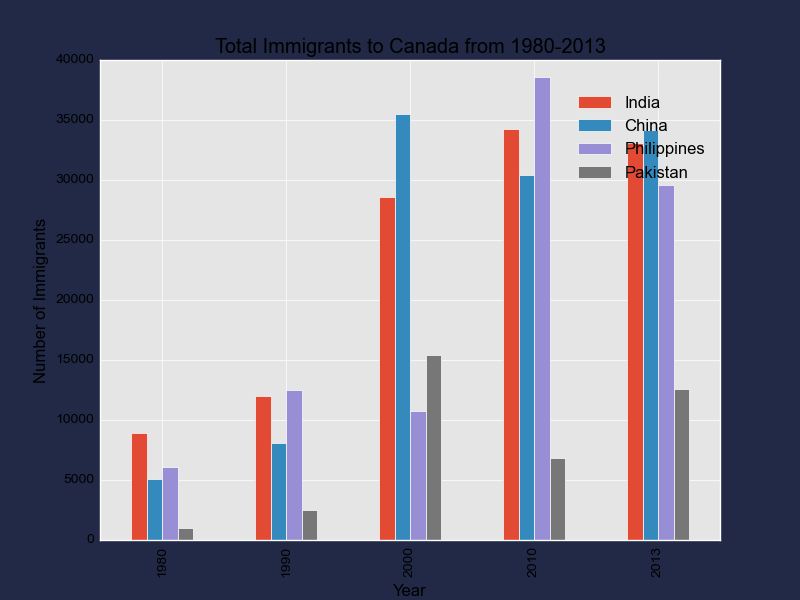 Total Immigrants to Canada from 1980-2013
40000
35000
30000
25000
20000
15000
10000
5000
0
Number of Immigrants
India
China
Philippines
Pakistan
1980
1990
2000
2010
2013
Year